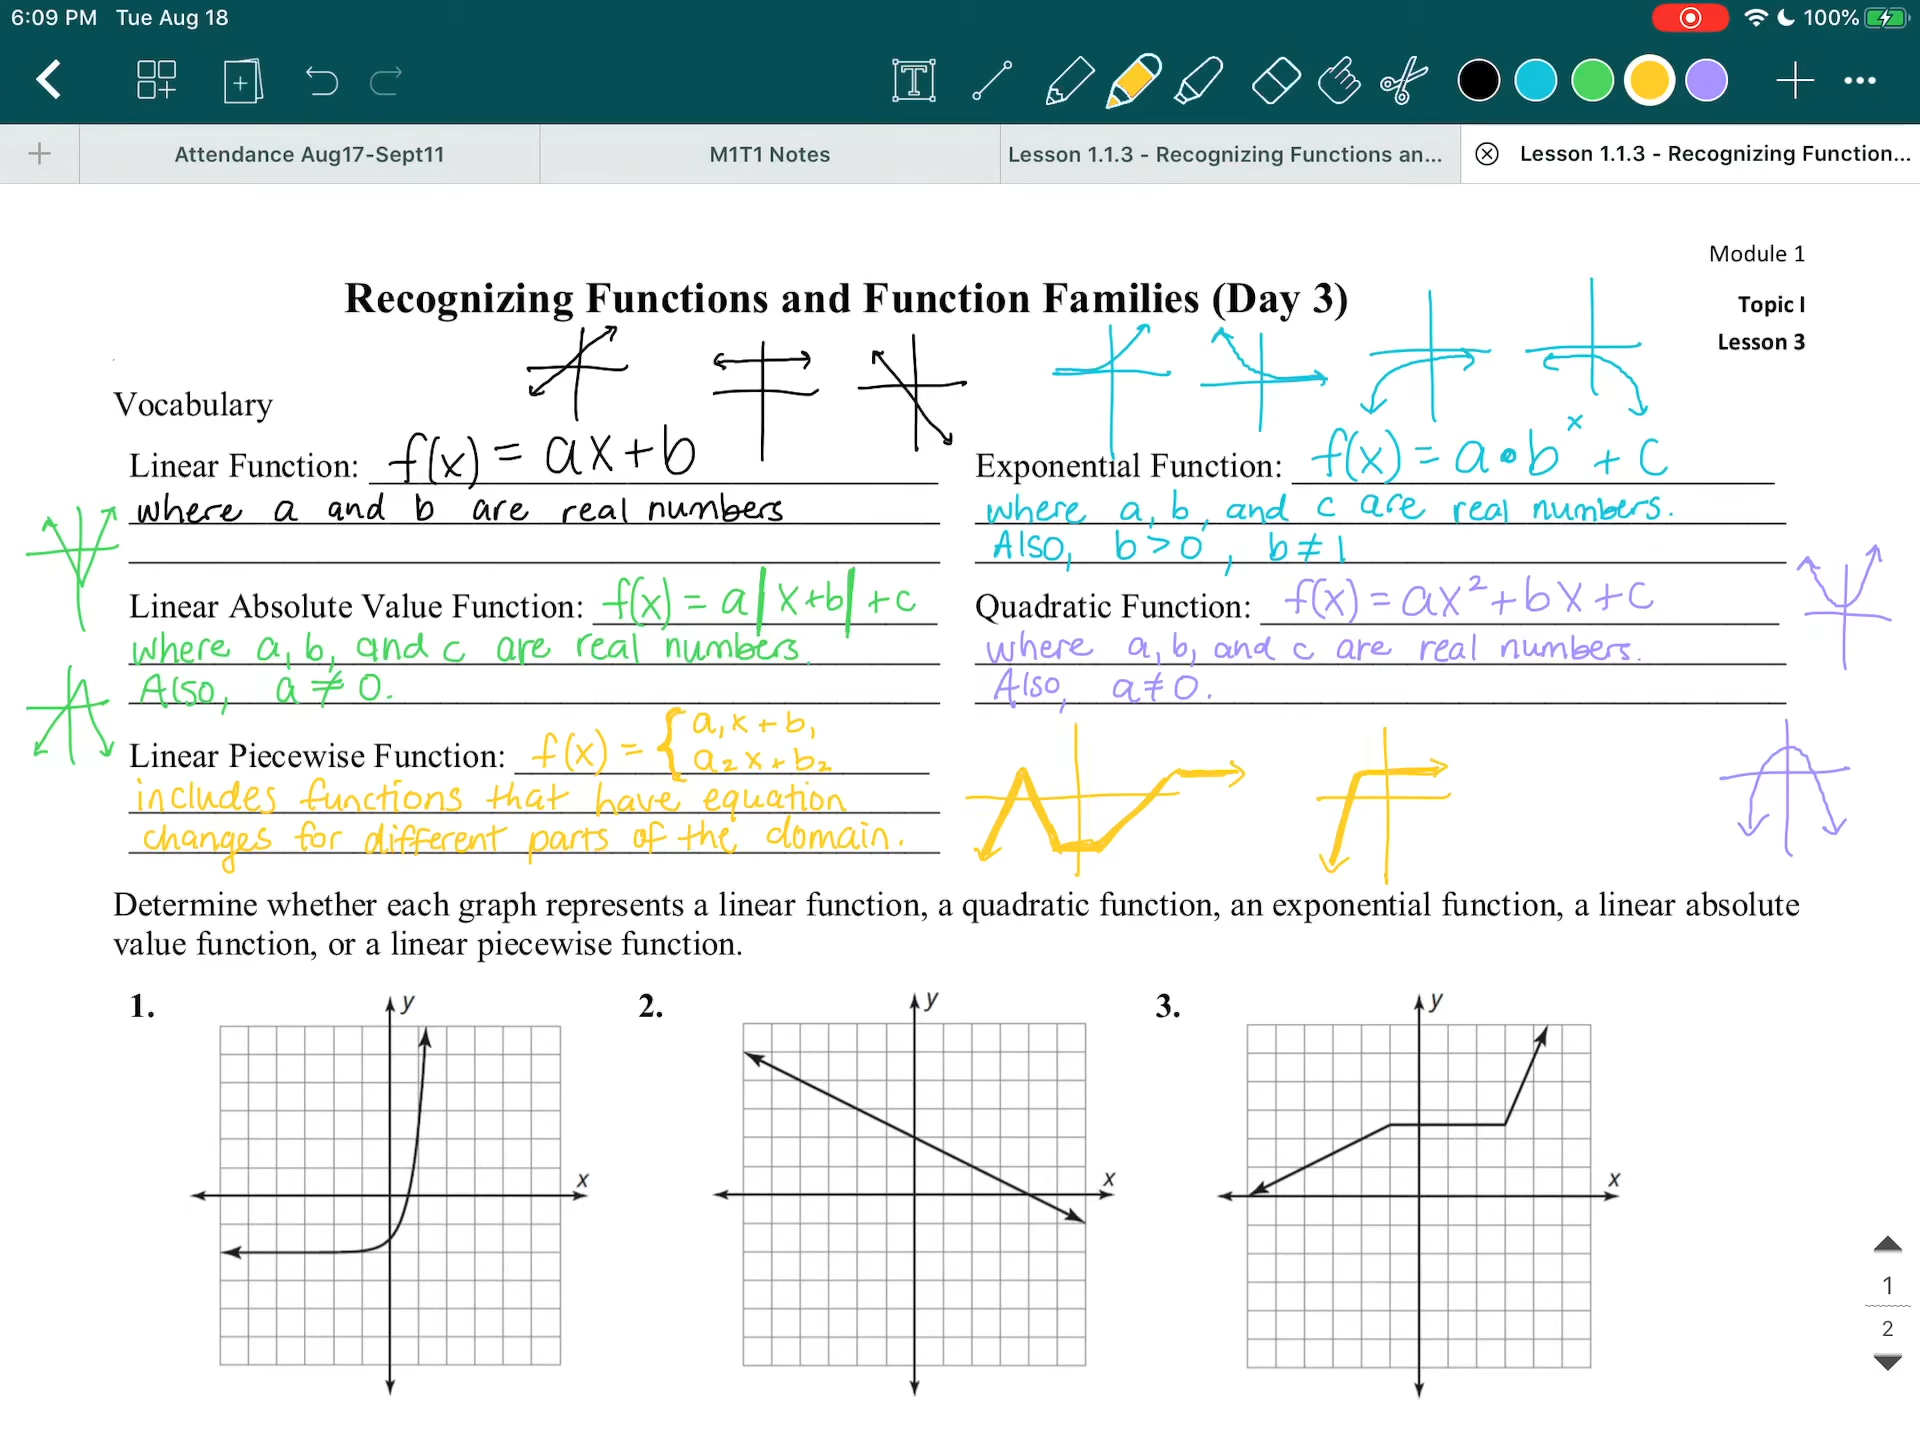 6:09 PM Tue Aug 18
100%
T
Attendance Aug17-Sept11
M1T1 Notes
Lesson 1.1.3 - Recognizing Functions an...
Lesson 1.1.3 - Recognizing Function...
Module 1
Recognizing Functions and Function Families (Day 3)
Topic I
Lesson 3
Vocabulary
Linear Function: f(x) = ax+b
where a and b are real numbers
Exponential Function: f(x) = a•b^x + c
where a, b, and c are real numbers.
Also, b>0, b≠1
Linear Absolute Value Function: f(x) = a|x+b|+c
where a, b, and c are real numbers.
Also, a≠0.
Quadratic Function: f(x) = ax²+bx+c
where a, b, and c are real numbers.
Also, a≠0.
Linear Piecewise Function: f(x) = { a₁x+b₁
a₂x+b₂
includes functions that have equation
changes for different parts of the domain.
Determine whether each graph represents a linear function, a quadratic function, an exponential function, a linear absolute
value function, or a linear piecewise function.
1.
y
x
2.
y
x
3.
y
x
1
2